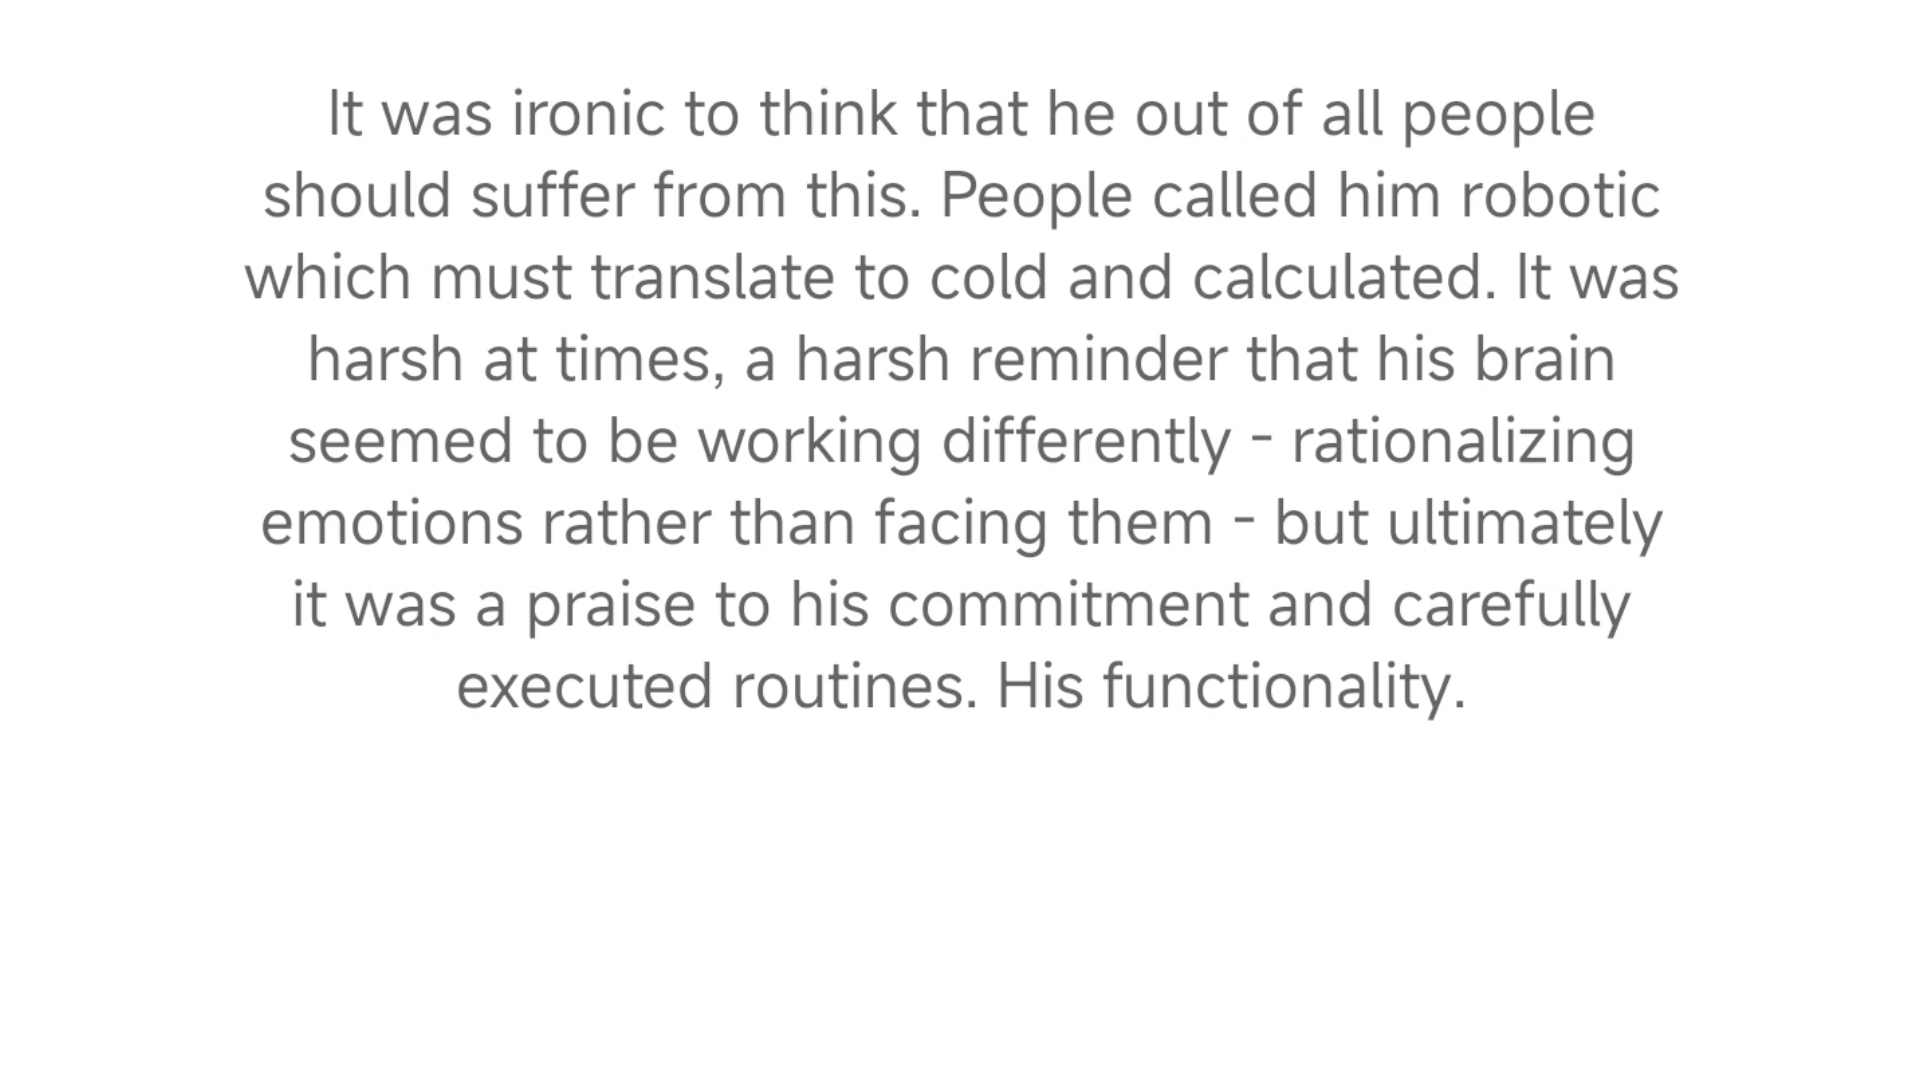 It was ironic to think that he out of all people
should suffer from this. People called him robotic
which must translate to cold and calculated. It was
harsh at times, a harsh reminder that his brain
seemed to be working differently - rationalizing
emotions rather than facing them - but ultimately
it was a praise to his commitment and carefully
executed routines. His functionality.